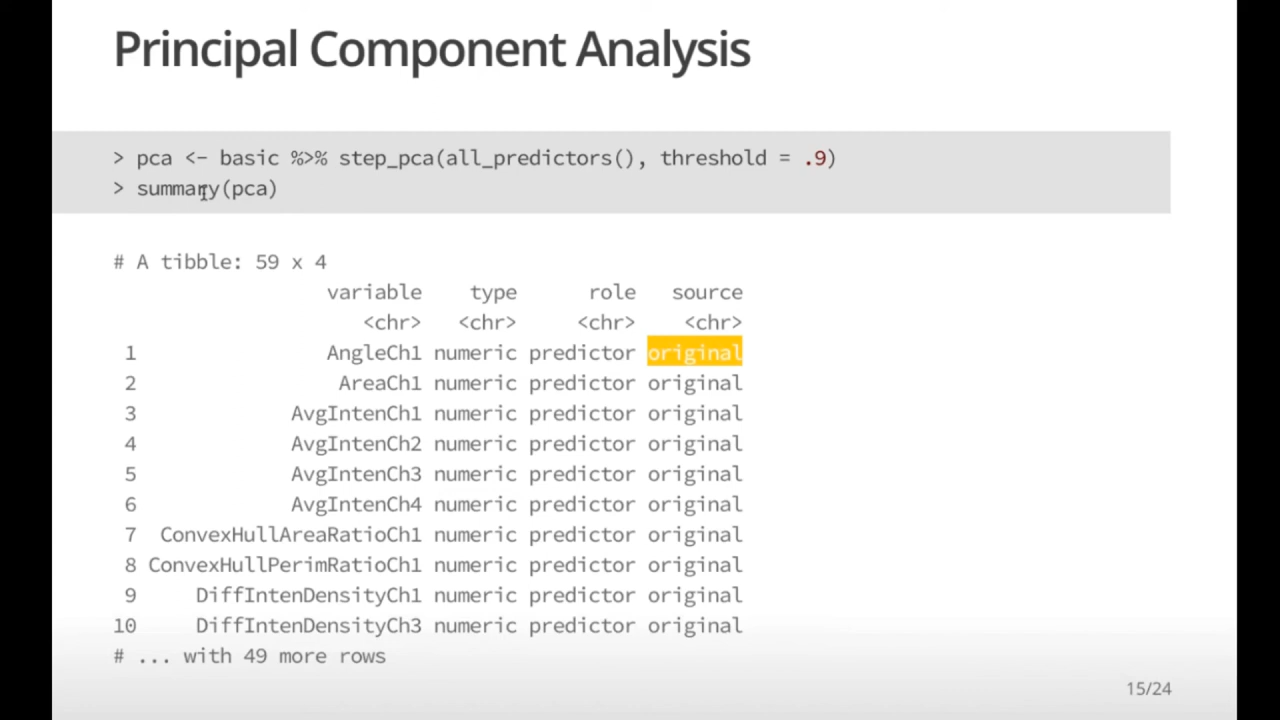 Principal Component Analysis
> pca <- basic %>% step_pca(all_predictors(), threshold = .9)
> summary(pca)
# A tibble: 59 x 4
variable type role source
<chr> <chr> <chr> <chr>
1 AngleCh1 numeric predictor original
2 AreaCh1 numeric predictor original
3 AvgIntenCh1 numeric predictor original
4 AvgIntenCh2 numeric predictor original
5 AvgIntenCh3 numeric predictor original
6 AvgIntenCh4 numeric predictor original
7 ConvexHullAreaRatioCh1 numeric predictor original
8 ConvexHullPerimRatioCh1 numeric predictor original
9 DiffIntenDensityCh1 numeric predictor original
10 DiffIntenDensityCh3 numeric predictor original
# ... with 49 more rows
15/24